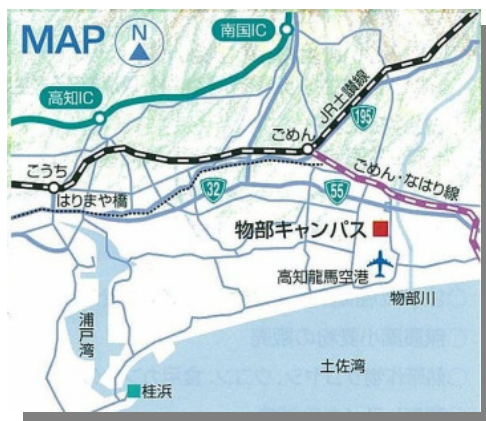 MAP
N
南国IC
高知IC
JR土讃線
195
ごめん
こうち
はりまや橋
32
55
ごめん・なはり線
物部キャンパス
高知龍馬空港
物部川
浦戸湾
土佐湾
桂浜